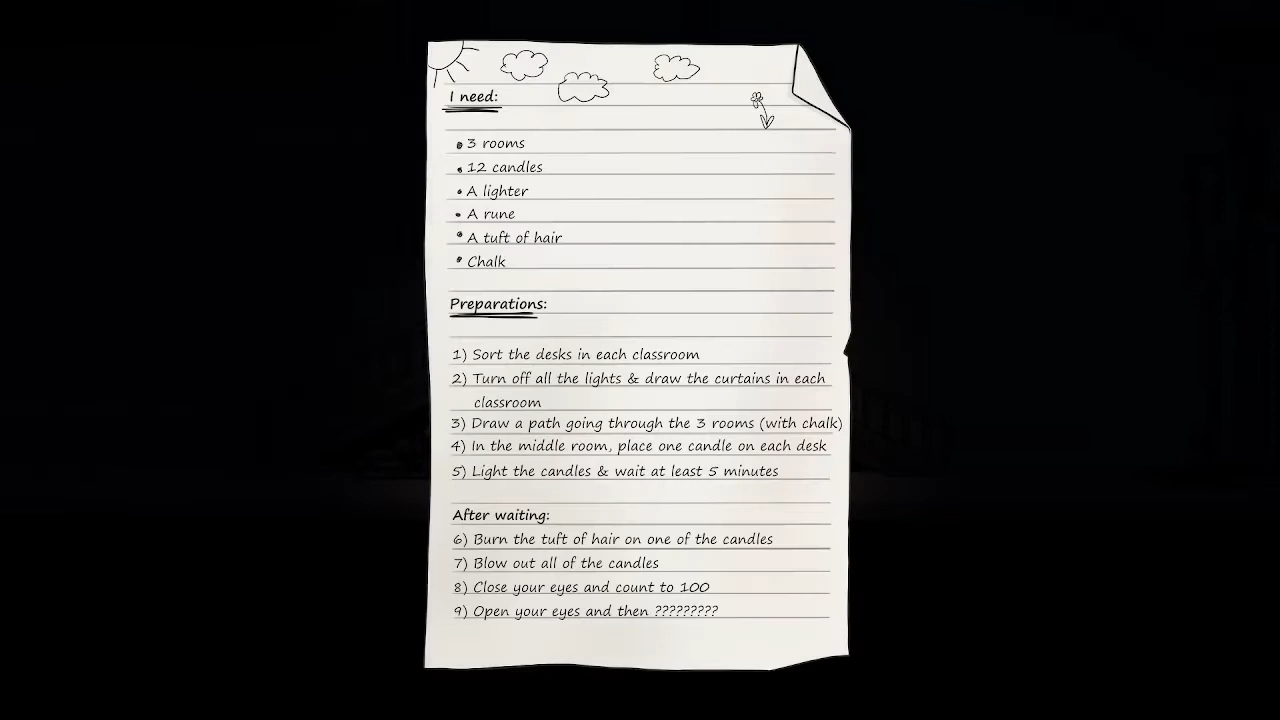 I need:
• 3 rooms
• 12 candles
• A lighter
• A rune
• A tuft of hair
• Chalk
Preparations:
1) Sort the desks in each classroom
2) Turn off all the lights & draw the curtains in each
classroom
3) Draw a path going through the 3 rooms (with chalk)
4) In the middle room, place one candle on each desk
5) Light the candles & wait at least 5 minutes
After waiting:
6) Burn the tuft of hair on one of the candles
7) Blow out all of the candles
8) Close your eyes and count to 100
9) Open your eyes and then ?????????